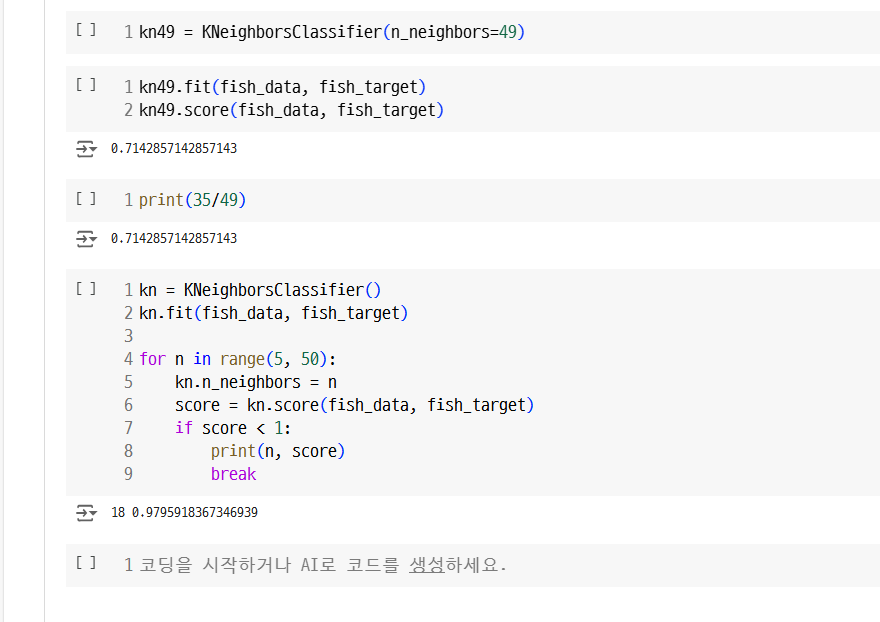 [ ] 1 kn49 = KNeighborsClassifier(n_neighbors=49)
[ ] 1 kn49.fit(fish_data, fish_target)
2 kn49.score(fish_data, fish_target)
0.7142857142857143
[ ] 1 print(35/49)
0.7142857142857143
[ ] 1 kn = KNeighborsClassifier()
2 kn.fit(fish_data, fish_target)
3
4 for n in range(5, 50):
5     kn.n_neighbors = n
6     score = kn.score(fish_data, fish_target)
7     if score < 1:
8         print(n, score)
9         break
18 0.9795918367346939
[ ] 1 코딩을 시작하거나 AI로 코드를 생성하세요.